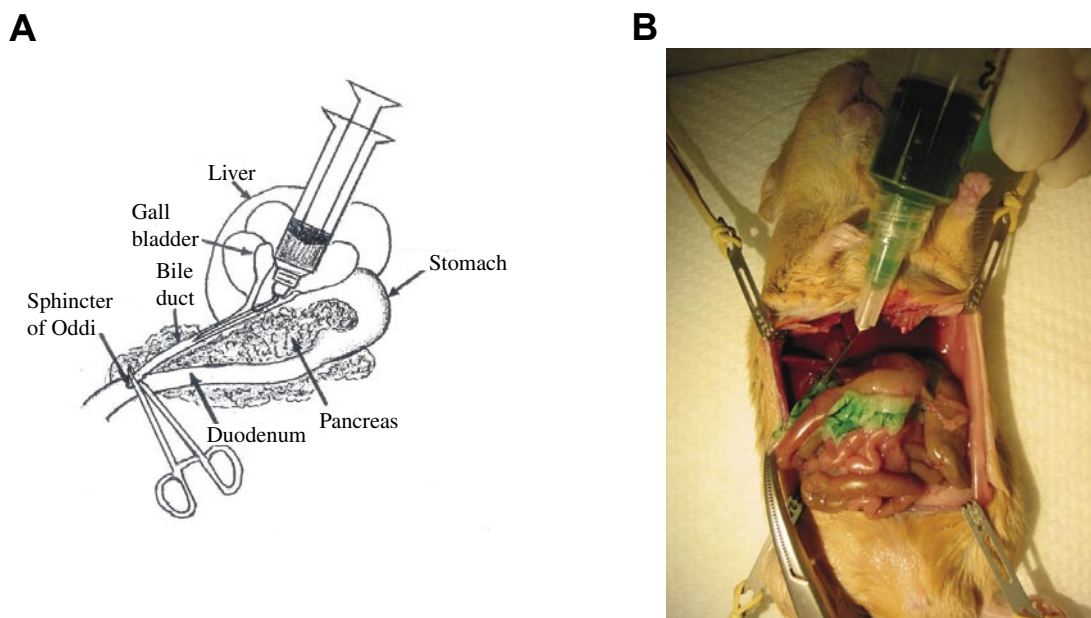 A
B
Liver
Gall
bladder
Bile
duct
Sphincter
of Oddi
Stomach
Pancreas
Duodenum